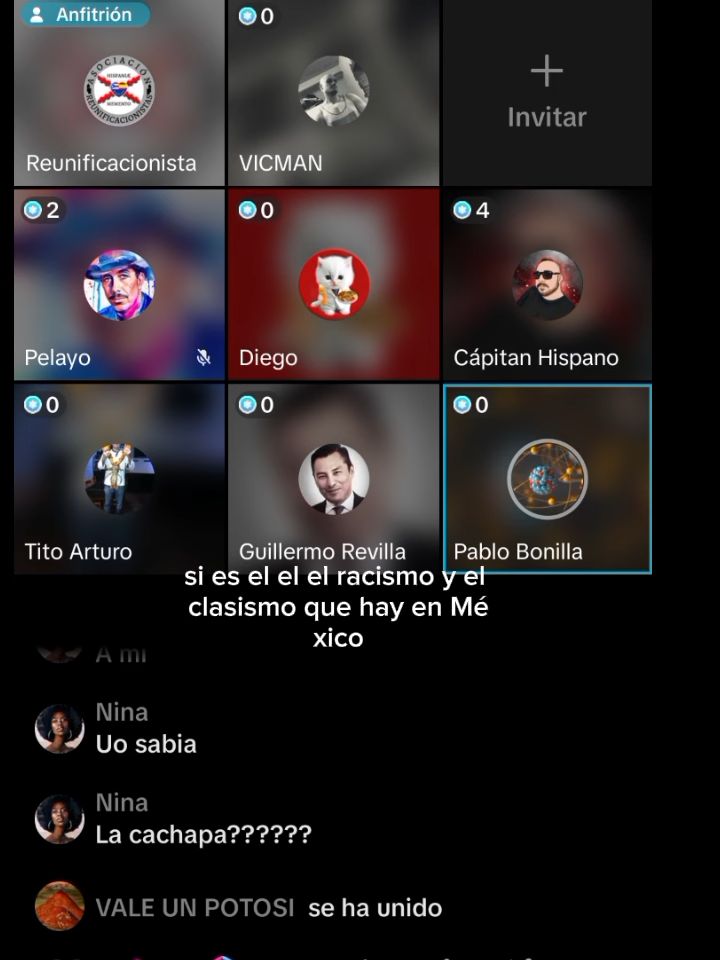 Anfitrión
0
ASOCIACIÓN
REUNIFICACIONISTAS
Reunificacionista
VICMAN
Invitar
2
0
4
Pelayo
Diego
Cápitan Hispano
0
0
0
Tito Arturo
Guillermo Revilla
Pablo Bonilla
si es el el el racismo y el
clasismo que hay en Mé
xico
A mi
Nina
Uo sabia
Nina
La cachapa??????
VALE UN POTOSI se ha unido